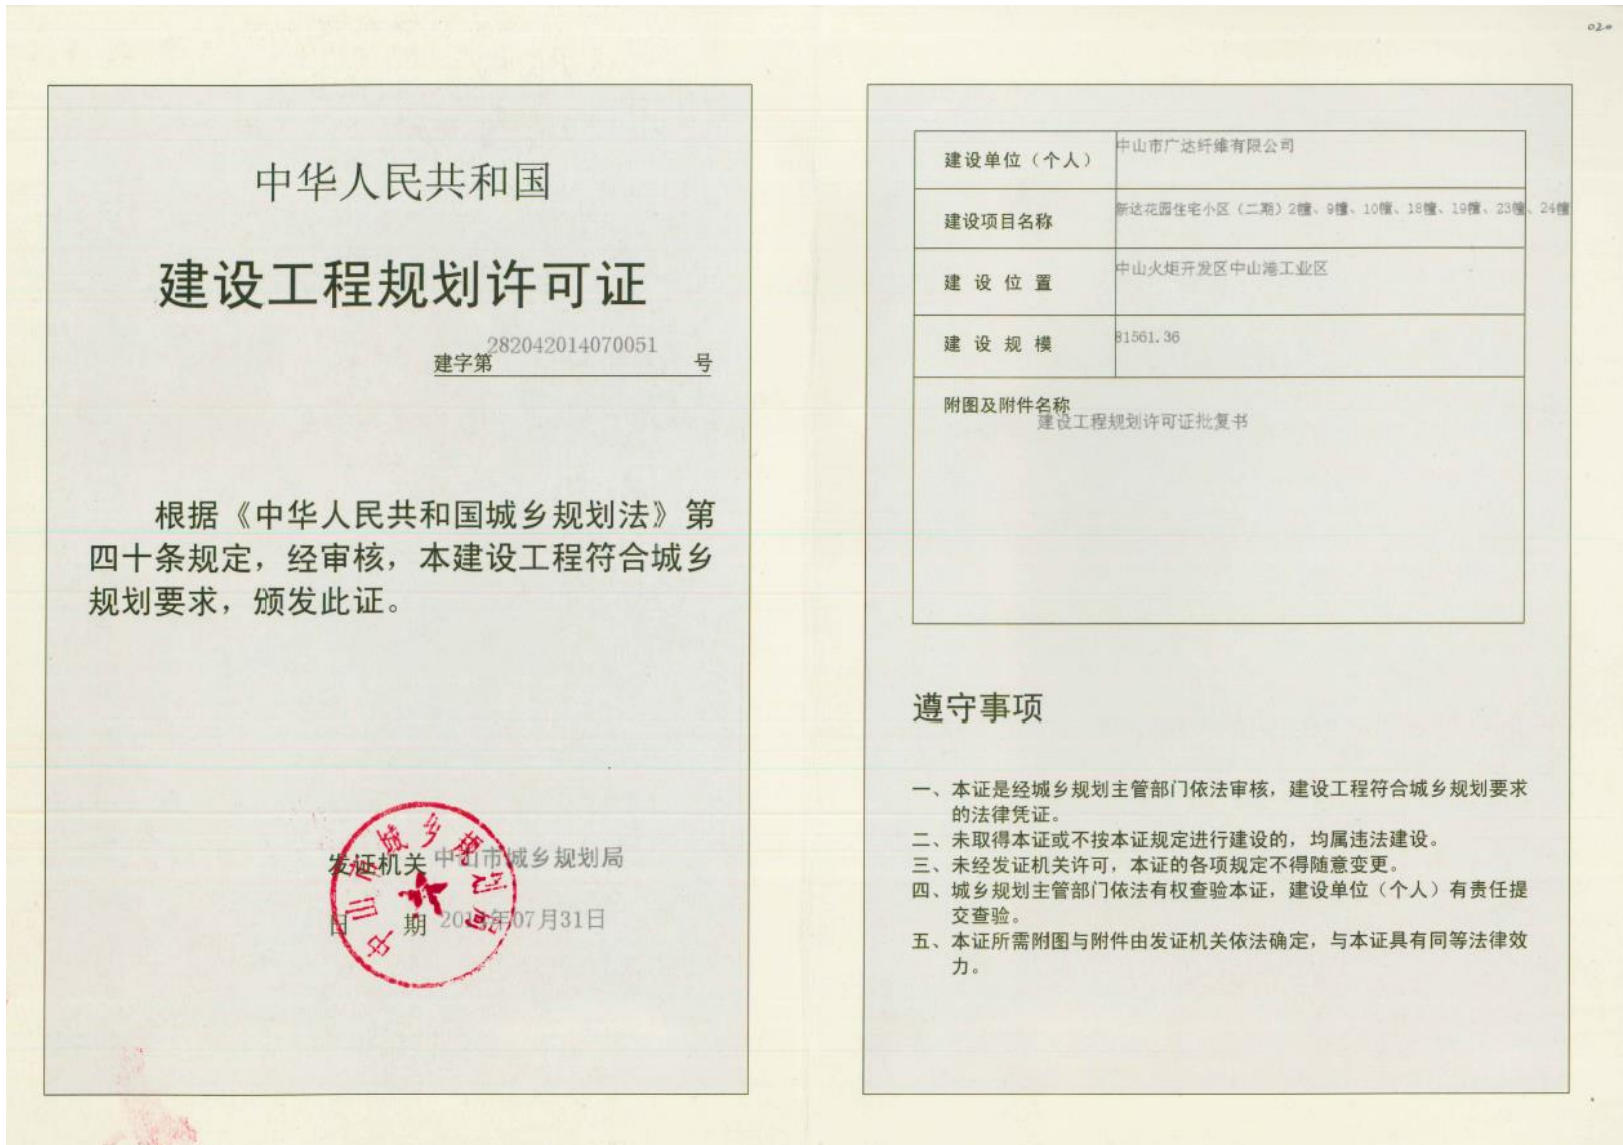 020
中华人民共和国
建设工程规划许可证
建字第 282042014070051 号
根据《中华人民共和国城乡规划法》第
四十条规定，经审核，本建设工程符合城乡
规划要求，颁发此证。
发证机关 中山市城乡规划局
日 期 2014年07月31日
中山市城乡规划局
建设单位（个人） 中山市广达纤维有限公司
建设项目名称 新达花园住宅小区（二期）2幢、9幢、10幢、18幢、19幢、23幢、24幢
建设位置 中山火炬开发区中山港工业区
建设规模 81561.36
附图及附件名称
建设工程规划许可证批复书
遵守事项
一、本证是经城乡规划主管部门依法审核，建设工程符合城乡规划要求
的法律凭证。
二、未取得本证或不按本证规定进行建设的，均属违法建设。
三、未经发证机关许可，本证的各项规定不得随意变更。
四、城乡规划主管部门依法有权查验本证，建设单位（个人）有责任提
交查验。
五、本证所需附图与附件由发证机关依法确定，与本证具有同等法律效
力。